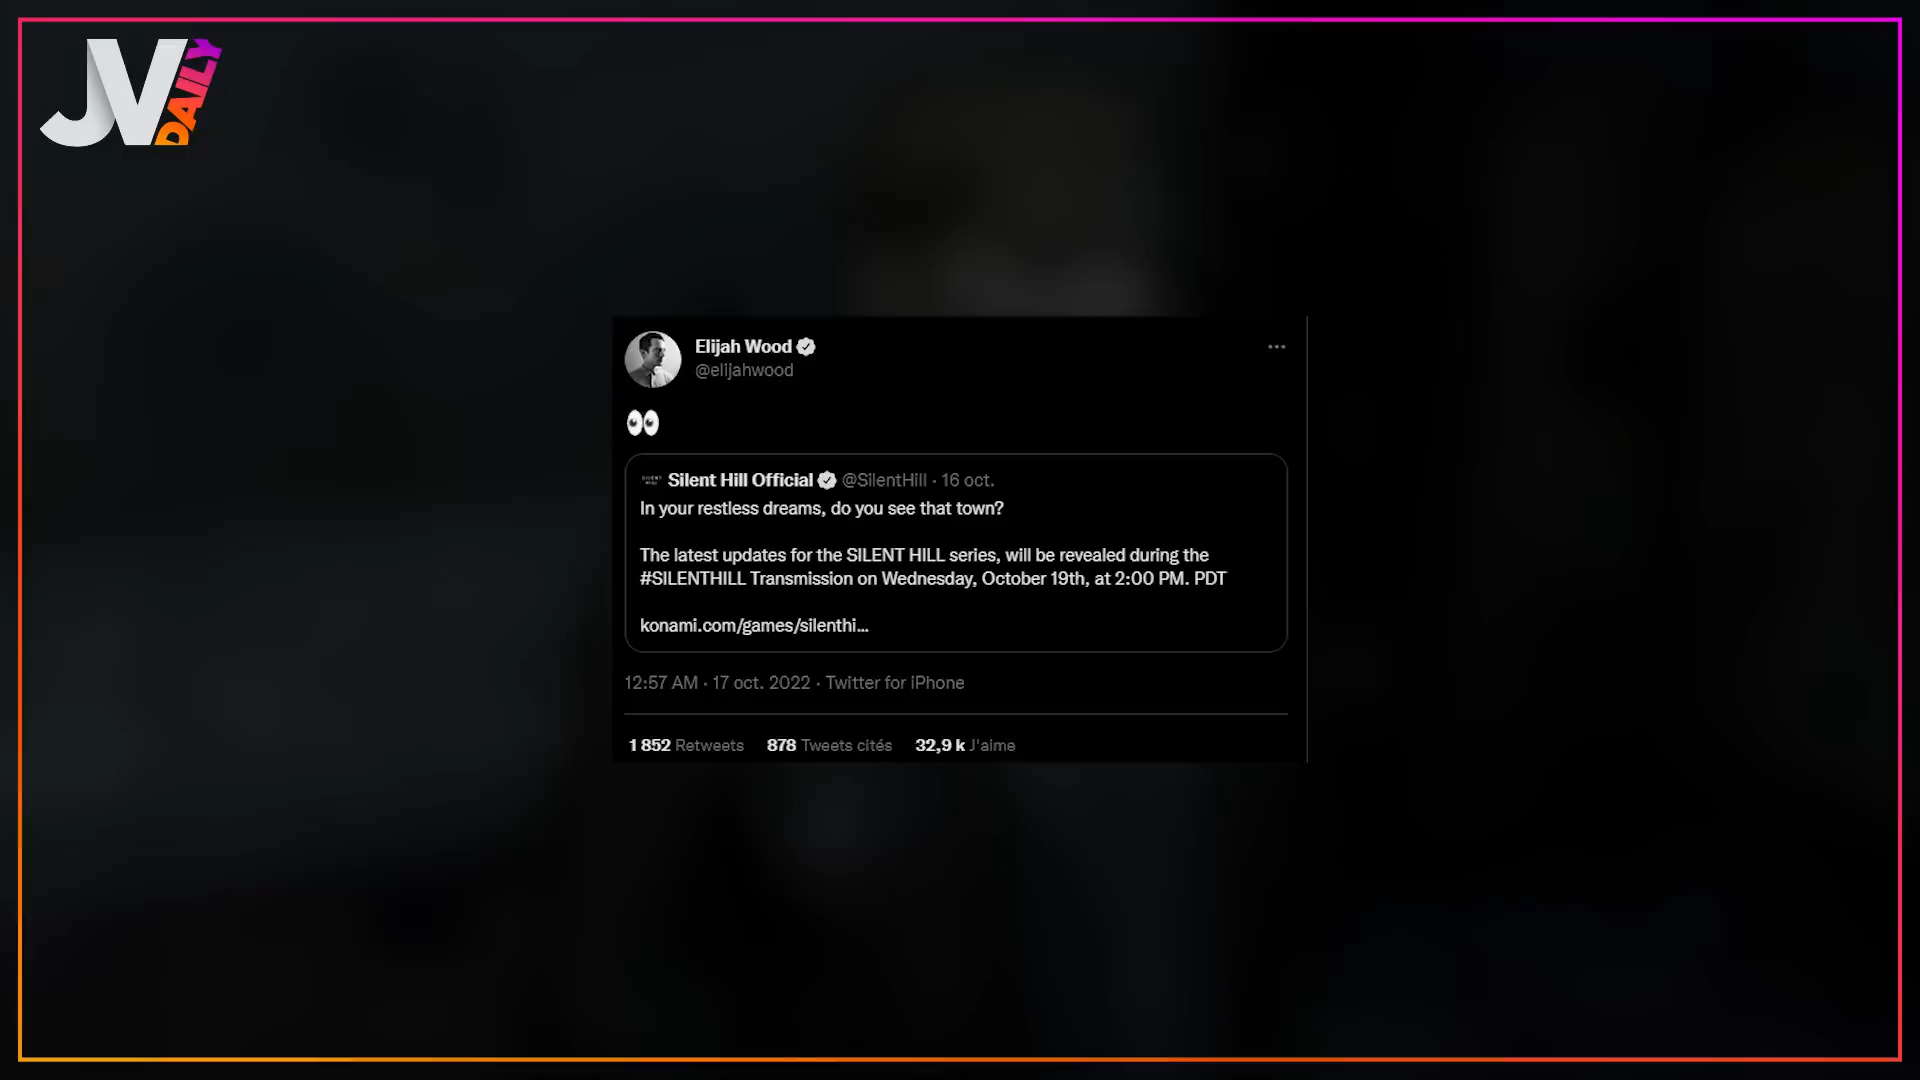 JV DAILY
Elijah Wood
@elijahwood
Silent Hill Official @SilentHill · 16 oct.
In your restless dreams, do you see that town?
The latest updates for the SILENT HILL series, will be revealed during the
#SILENTHILL Transmission on Wednesday, October 19th, at 2:00 PM. PDT
konami.com/games/silenthi...
12:57 AM · 17 oct. 2022 · Twitter for iPhone
1 852 Retweets 878 Tweets cités 32,9 k J'aime